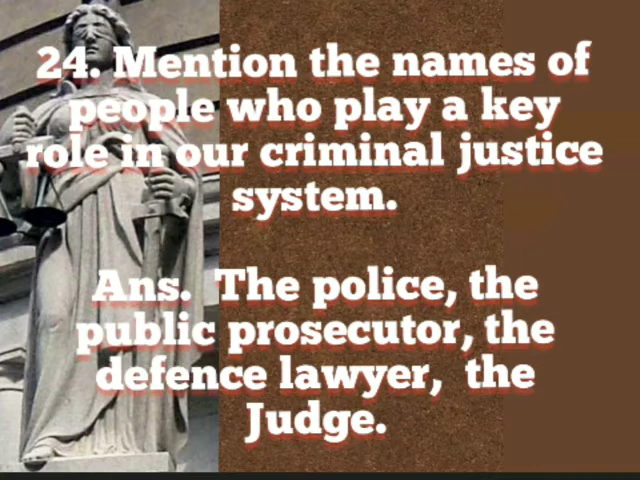 24. Mention the names of
people who play a key
role in our criminal justice
system.
Ans. The police, the
public prosecutor, the
defence lawyer, the
Judge.